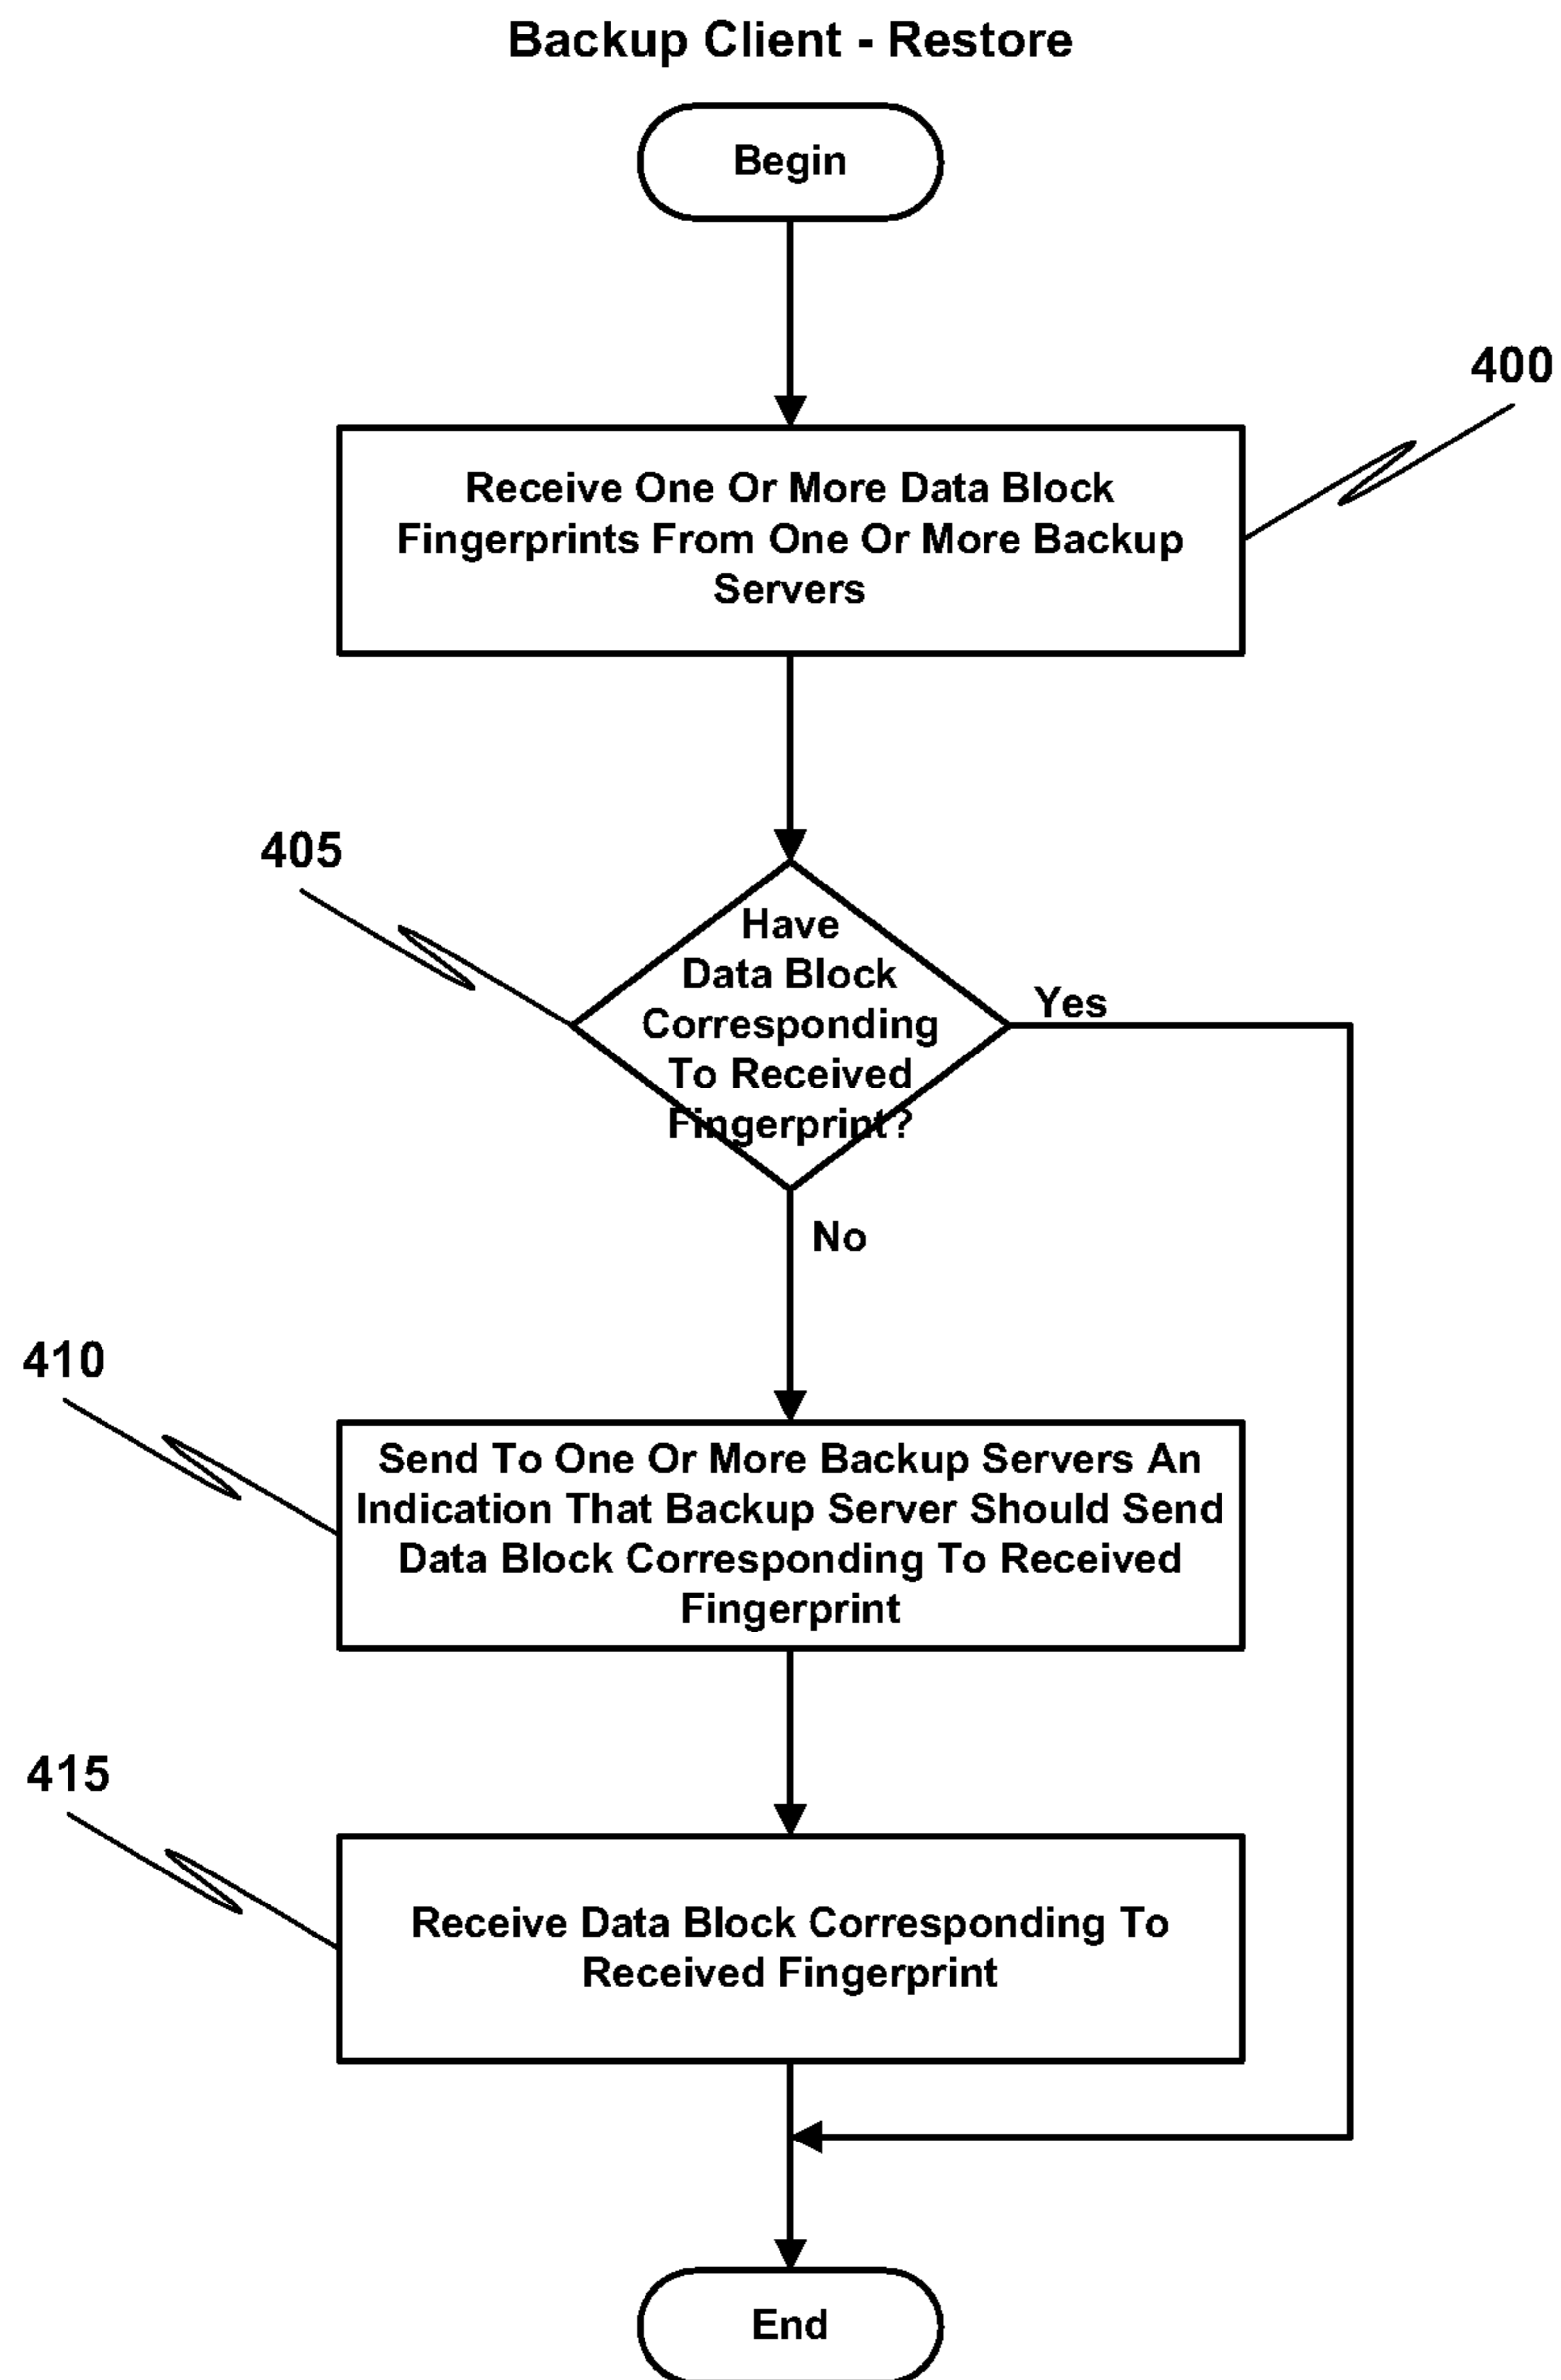 Backup Client - Restore
Begin
400
Receive One Or More Data Block
Fingerprints From One Or More Backup
Servers
405
Have
Data Block
Corresponding
To Received
Fingerprint?
Yes
No
410
Send To One Or More Backup Servers An
Indication That Backup Server Should Send
Data Block Corresponding To Received
Fingerprint
415
Receive Data Block Corresponding To
Received Fingerprint
End